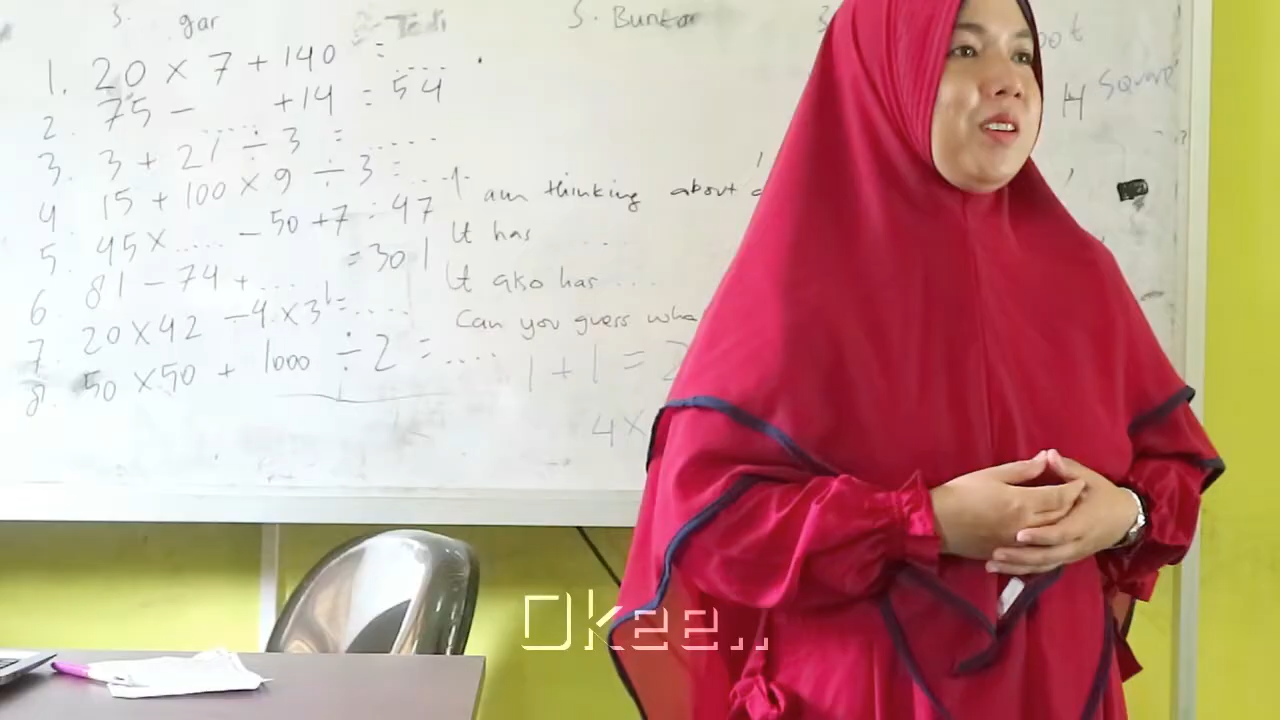 3. gar
S. Buntar
1. 20 × 7 + 140 = ....
2. 75 – ..... + 14 = 54
3. 3 + 21 ÷ 3 = .....
4. 15 + 100 × 9 ÷ 3 = ....
5. 45 × ..... – 50 + 7 = 47
6. 81 – 74 + ... = 301
7. 20 × 42 – 4 × 3 = ....
8. 50 × 50 + 1000 ÷ 2 = ....
I am thinking about
It has ...
It also has ...
Can you guess
1 + 1 = 2
4 ×
H Square
Okee..